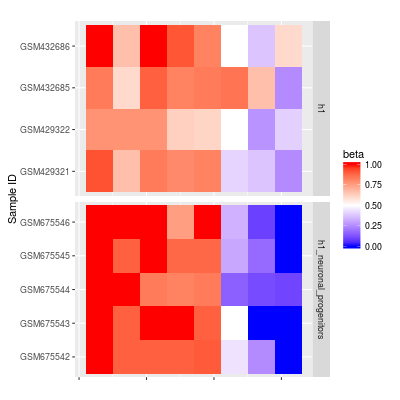 Sample ID
GSM432686
GSM432685
GSM429322
GSM429321
h1
GSM675546
GSM675545
GSM675544
GSM675543
GSM675542
h1_neuronal_progenitors
beta
1.00
0.75
0.50
0.25
0.00